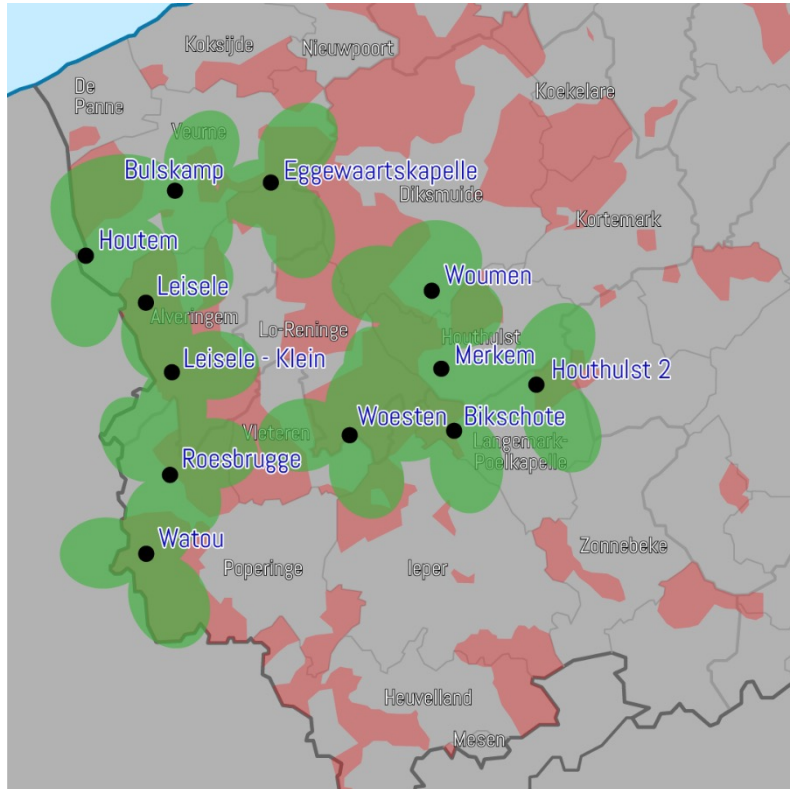 Koksijde
Nieuwpoort
De
Panne
Koekelare
Veurne
Bulskamp
Eggewaartskapelle
Diksmuide
Kortemark
Houtem
Leisele
Woumen
Alveringem
Lo-Reninge
Houthulst
Leisele - Klein
Merkem
Houthulst 2
Vleteren
Woesten
Bikschote
Langemark-
Poelkapelle
Roesbrugge
Watou
Poperinge
Ieper
Zonnebeke
Heuvelland
Mesen